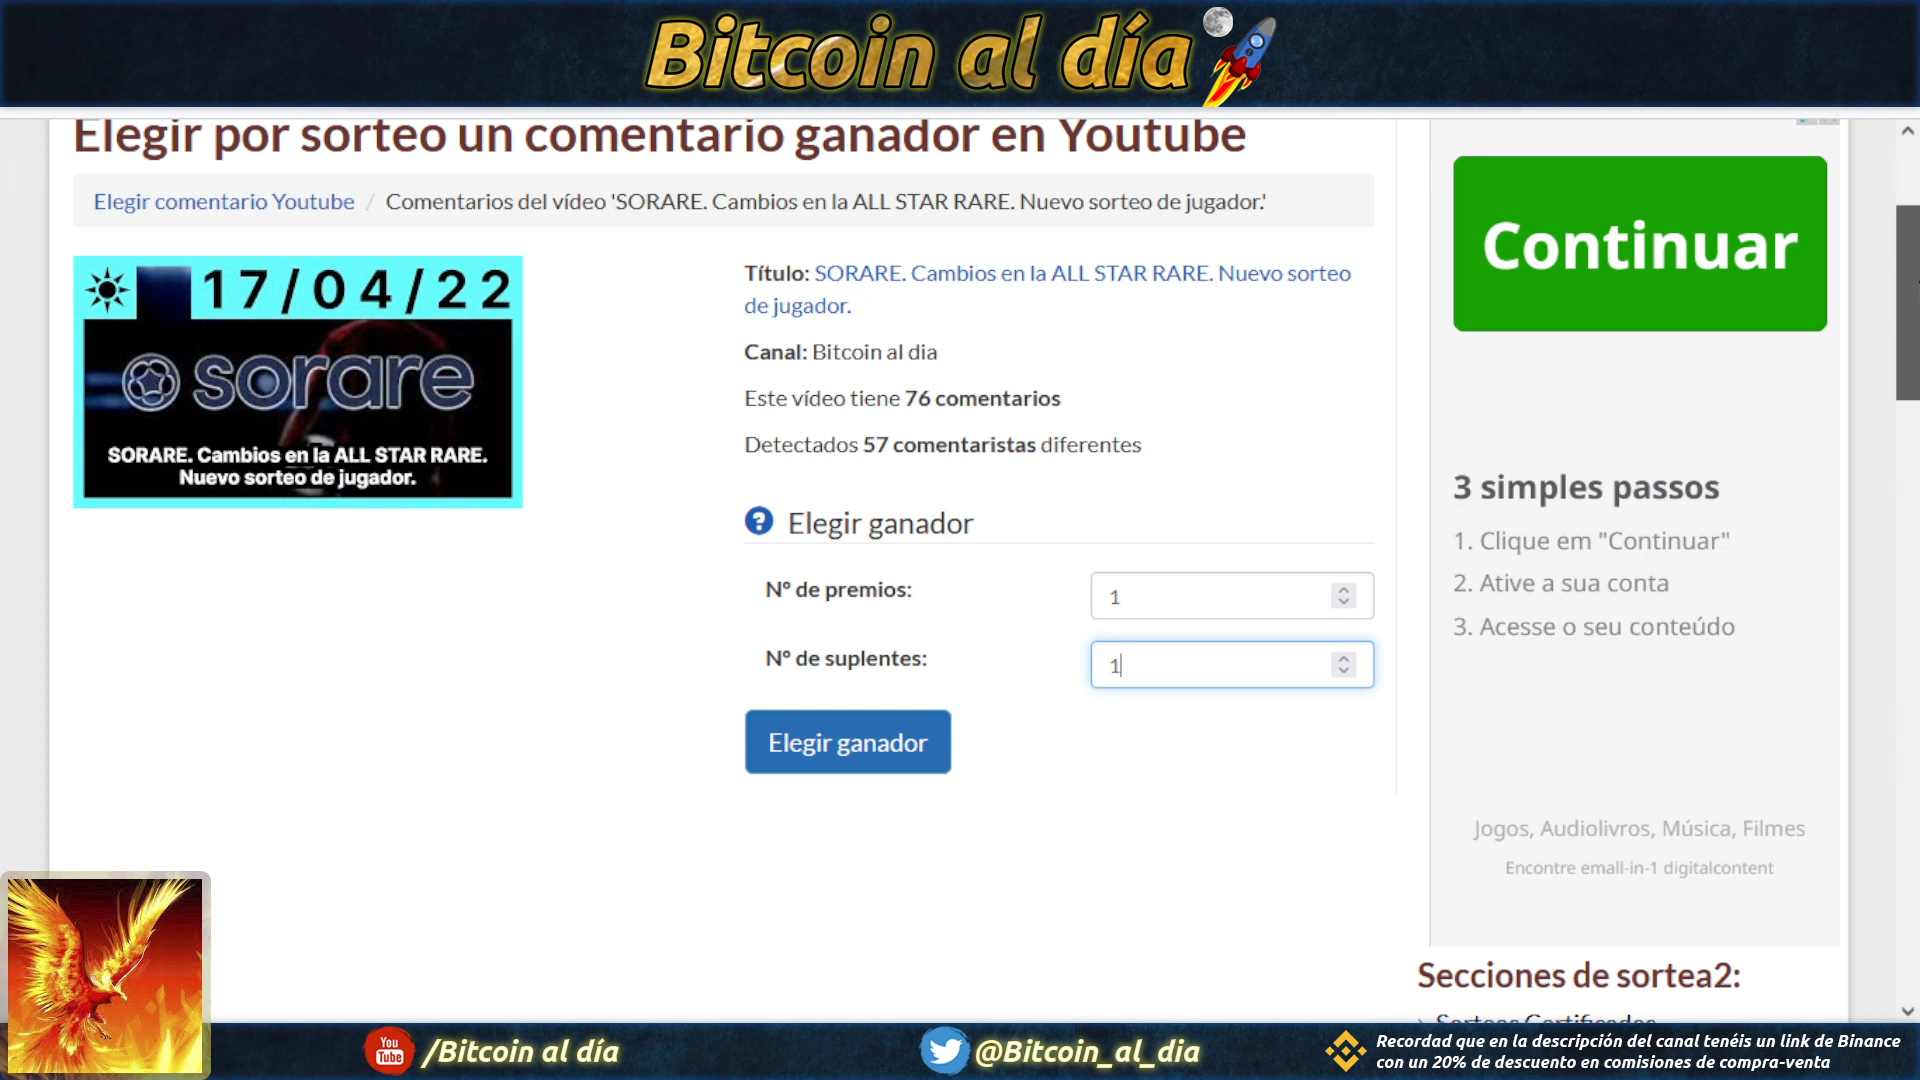 Bitcoin al día
Elegir por sorteo un comentario ganador en Youtube
Elegir comentario Youtube / Comentarios del vídeo 'SORARE. Cambios en la ALL STAR RARE. Nuevo sorteo de jugador.'
17/04/22
sorare
SORARE. Cambios en la ALL STAR RARE.
Nuevo sorteo de jugador.
Título: SORARE. Cambios en la ALL STAR RARE. Nuevo sorteo
de jugador.
Canal: Bitcoin al dia
Este vídeo tiene 76 comentarios
Detectados 57 comentaristas diferentes
? Elegir ganador
Nº de premios: 1
Nº de suplentes: 1
Elegir ganador
Continuar
3 simples passos
1. Clique em "Continuar"
2. Ative a sua conta
3. Acesse o seu conteúdo
Jogos, Audiolivros, Música, Filmes
Encontre emall-in-1 digitalcontent
Secciones de sortea2:
Sorteos Certificados
You Tube /Bitcoin al día
@Bitcoin_al_dia
Recordad que en la descripción del canal tenéis un link de Binance
con un 20% de descuento en comisiones de compra-venta